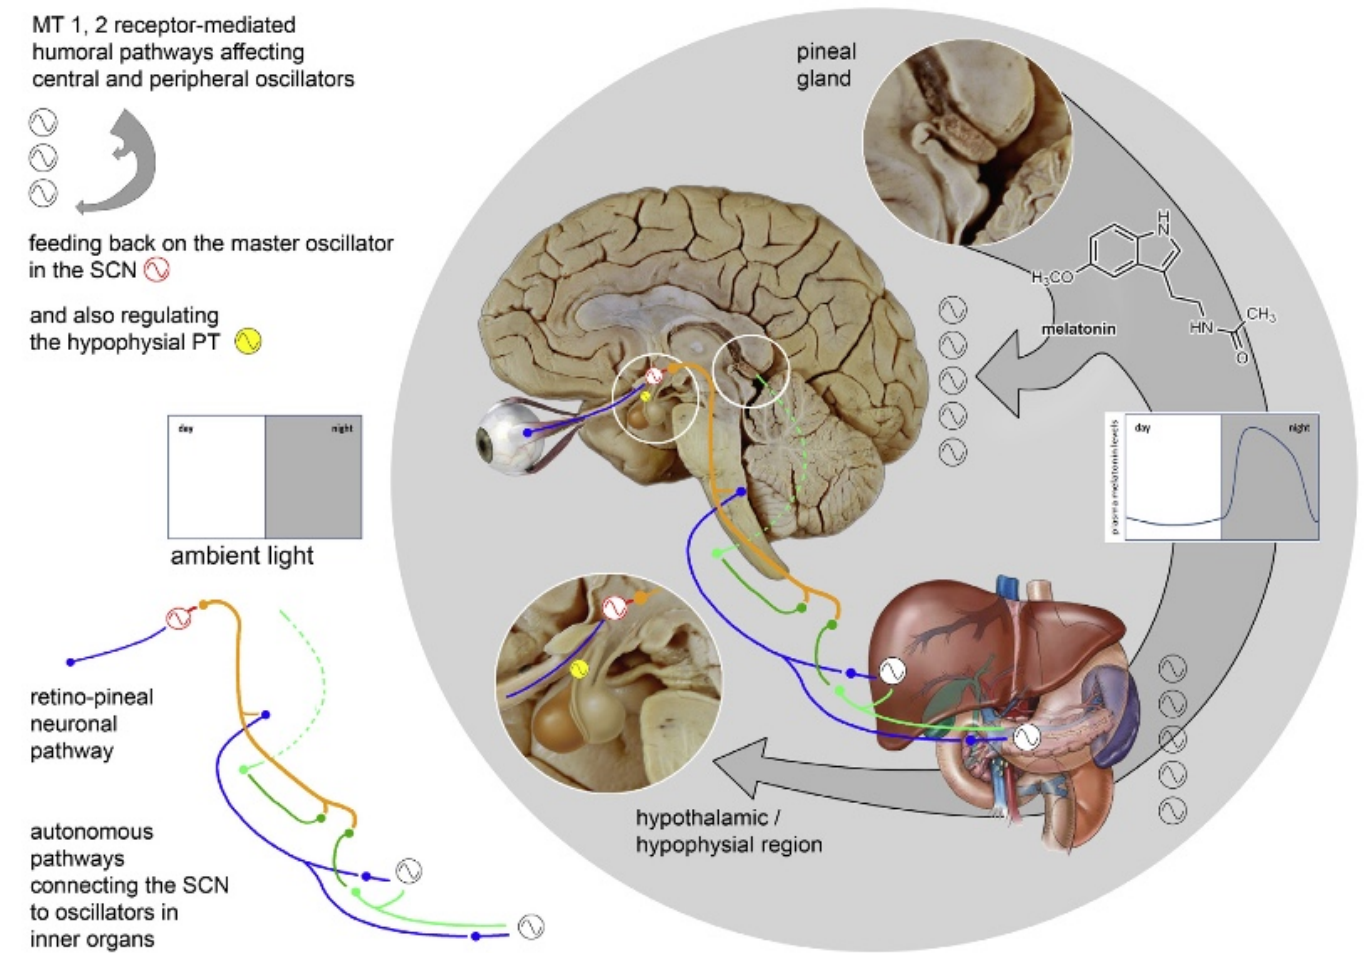 MT 1, 2 receptor-mediated
humoral pathways affecting
central and peripheral oscillators
feeding back on the master oscillator
in the SCN
and also regulating
the hypophysial PT
day
night
ambient light
retino-pineal
neuronal
pathway
autonomous
pathways
connecting the SCN
to oscillators in
inner organs
pineal
gland
H
N
H₃CO
melatonin
HN
CH₃
O
plasma melatonin levels
day
night
hypothalamic /
hypophysial region